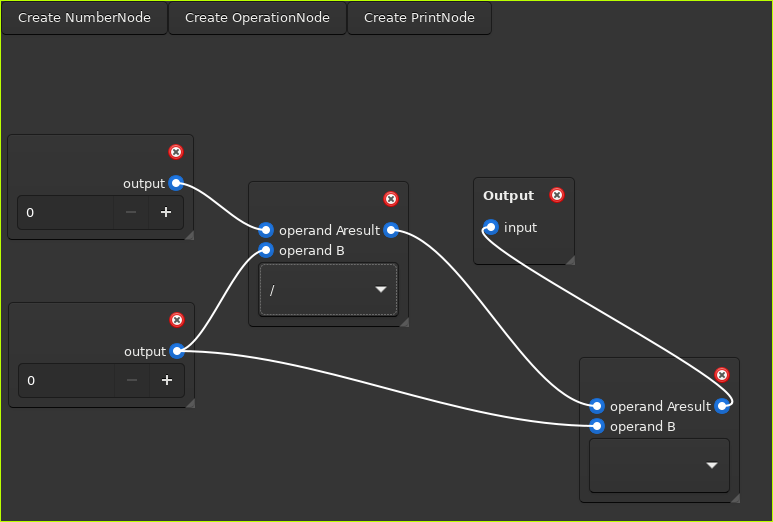 Create NumberNode
Create OperationNode
Create PrintNode
output
0
operand A
result
operand B
/
Output
input
output
0
operand A
result
operand B